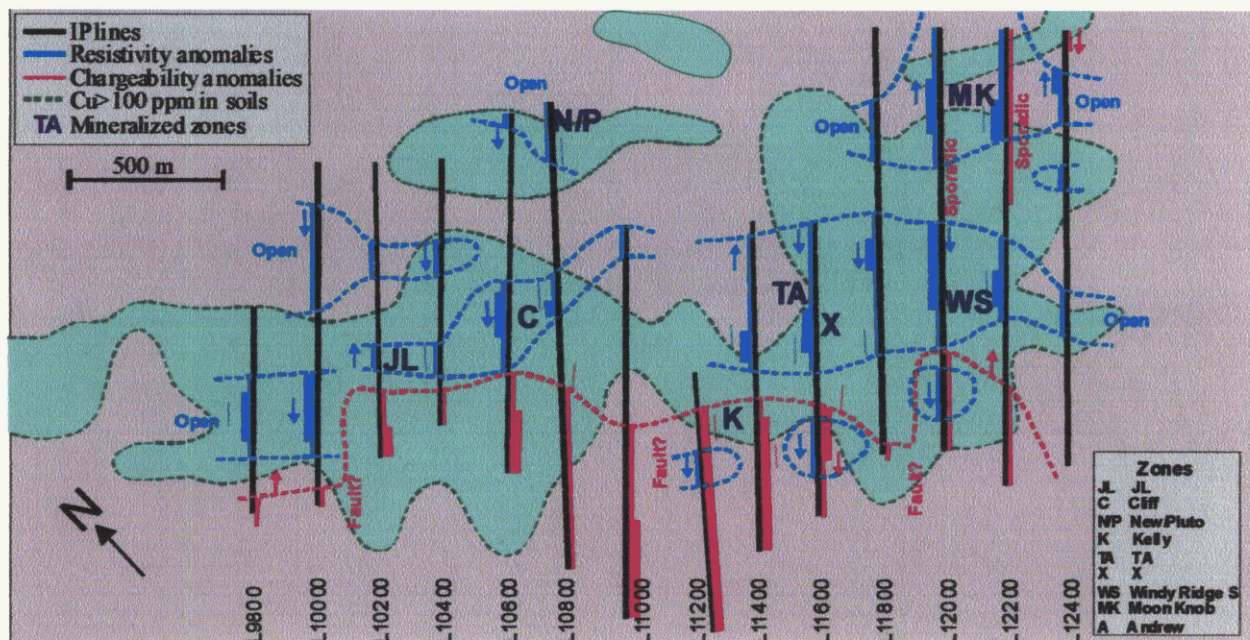 IP lines
Resistivity anomalies
Chargeability anomalies
Cu>100 ppm in soils
TA Mineralized zones
500 m
Open
N/P
Open
MK
Open
Sporadic
Sporadic
Open
TA
X
WS
Open
C
JL
Open
K
Fault?
Fault?
Fault?
N
9800
10000
10200
10400
10600
10800
11000
11200
11400
11600
11800
12000
12200
12400
Zones
JL JL
C Cliff
N/P New/Pluto
K Kelly
TA TA
X X
WS Windy Ridge S
MK Moon Knob
A Andrew